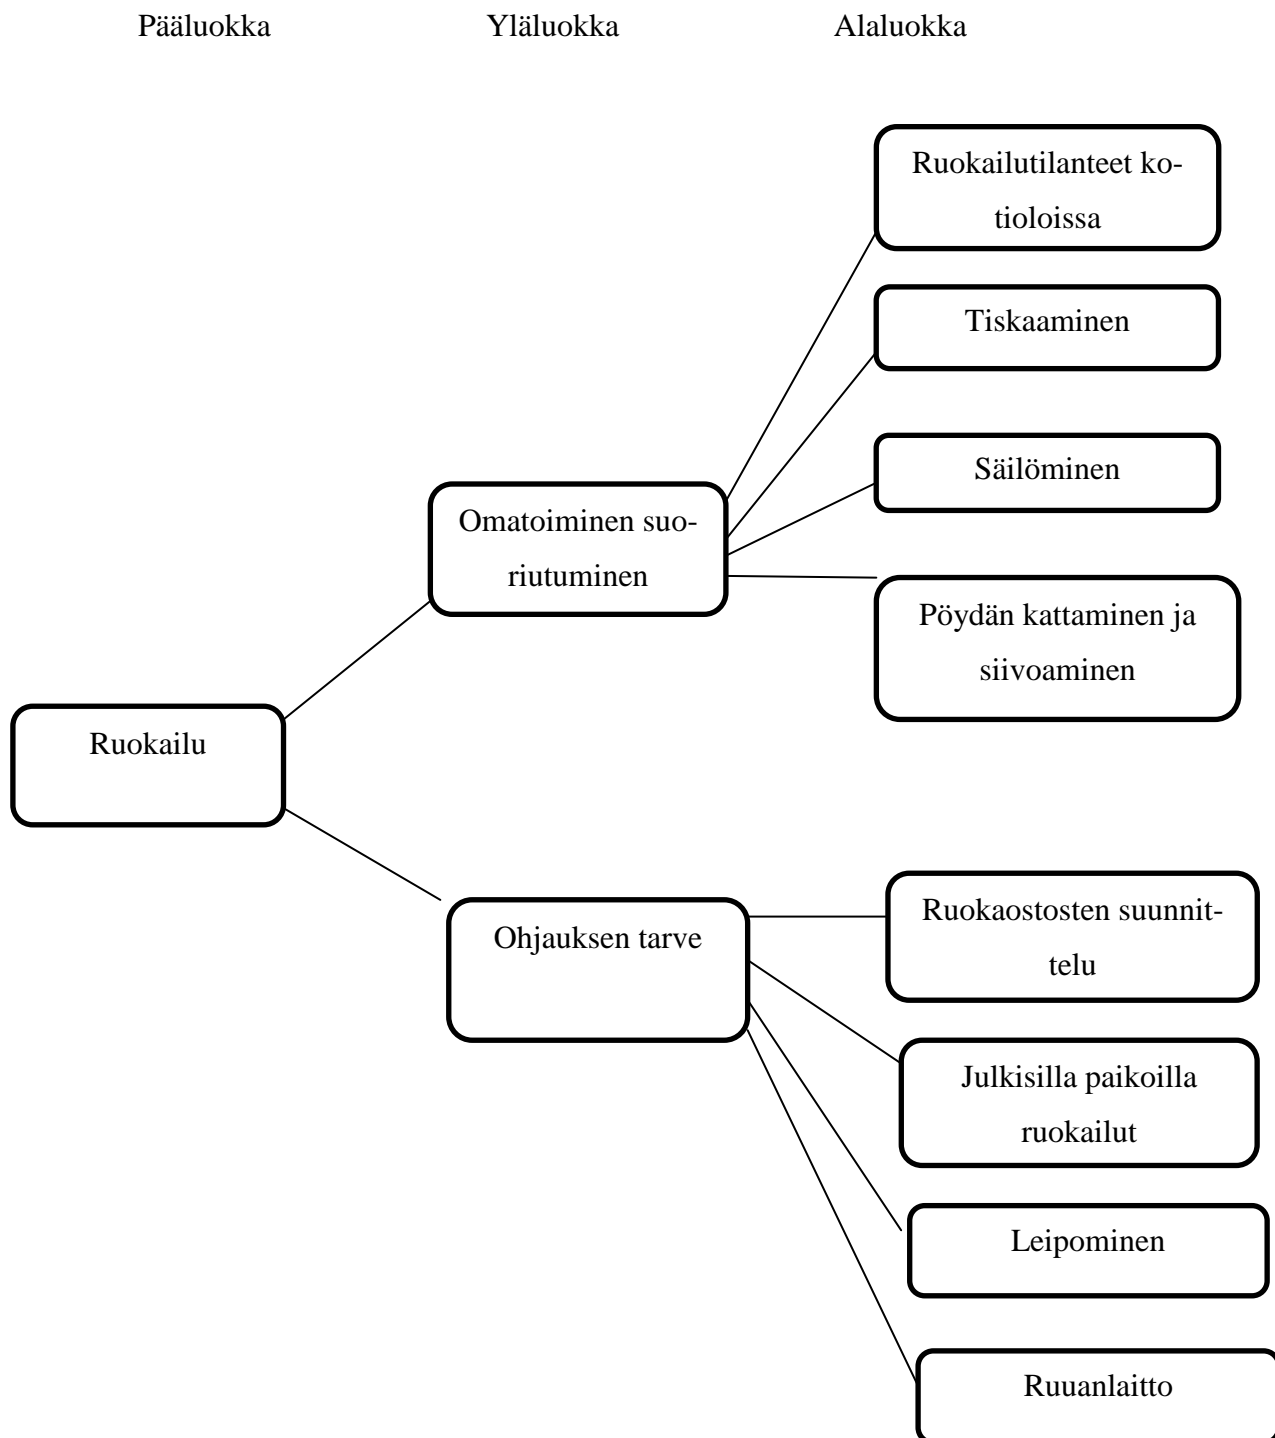 Pääluokka Yläluokka Alaluokka
Ruokailutilanteet ko-
tioloissa
Tiskaaminen
Säilöminen
Omatoiminen suo-
riutuminen
Pöydän kattaminen ja
siivoaminen
Ruokailu
Ohjauksen tarve
Ruokaostosten suunnit-
telu
Julkisilla paikoilla
ruokailut
Leipominen
Ruuanlaitto